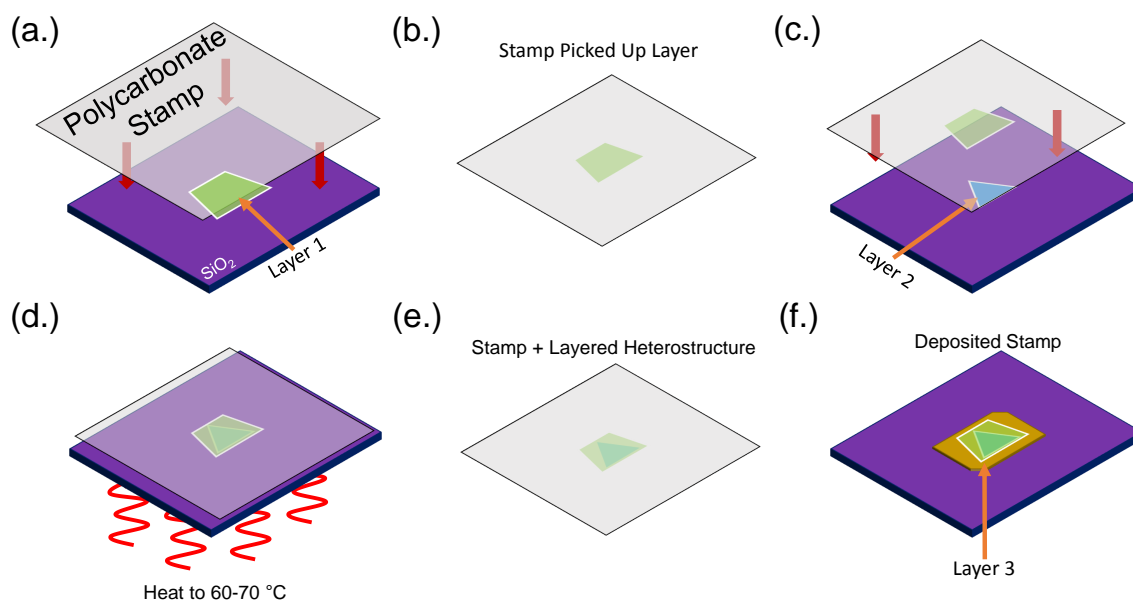 (a.)
Polycarbonate
Stamp
SiO₂
Layer 1
(b.)
Stamp Picked Up Layer
(c.)
Layer 2
(d.)
Heat to 60-70 °C
(e.)
Stamp + Layered Heterostructure
(f.)
Deposited Stamp
Layer 3